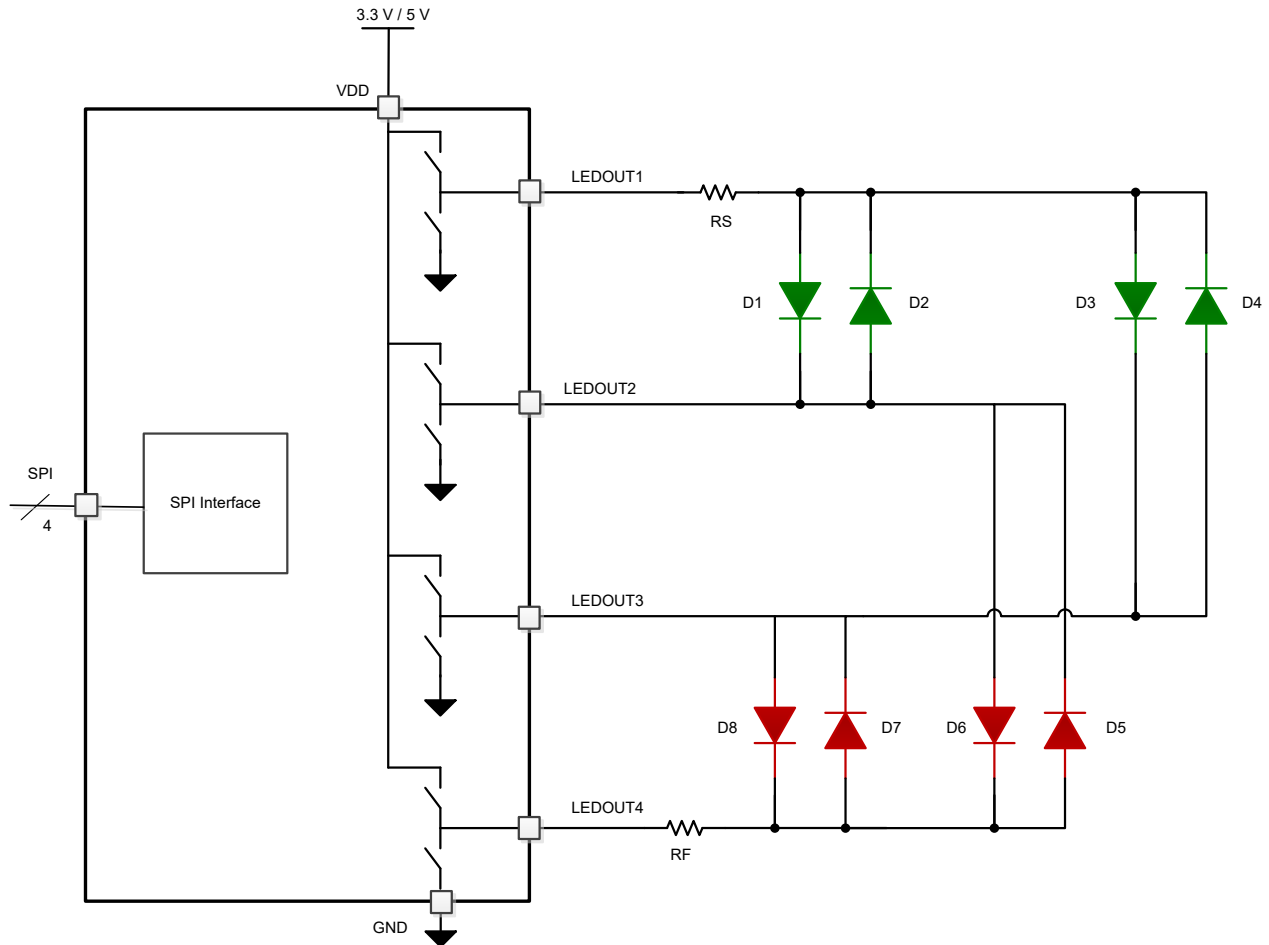 3.3 V / 5 V
VDD
LEDOUT1
RS
D1
D2
D3
D4
LEDOUT2
SPI
4
SPI Interface
LEDOUT3
D8
D7
D6
D5
LEDOUT4
RF
GND